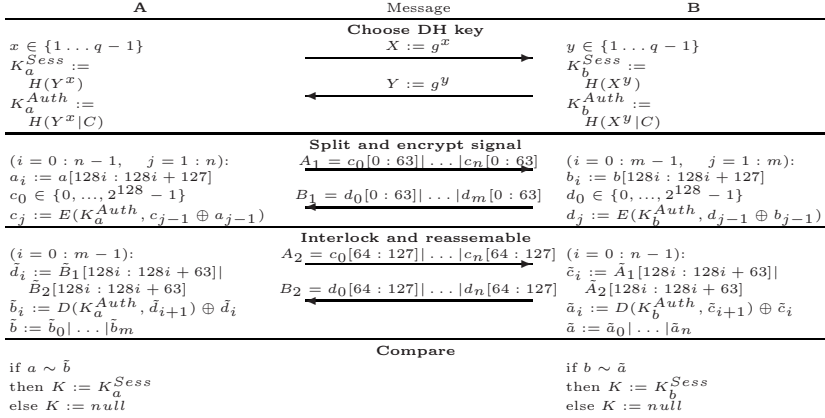 A Message B
Choose DH key
x ∈ {1 . . . q − 1} X := g^x y ∈ {1 . . . q − 1}
K_a^{Sess} := K_b^{Sess} :=
H(Y^x) Y := g^y H(X^y)
K_a^{Auth} := K_b^{Auth} :=
H(Y^x|C) H(X^y|C)
Split and encrypt signal
(i = 0 : n − 1, j = 1 : n): A_1 = c_0[0 : 63]| . . . |c_n[0 : 63] (i = 0 : m − 1, j = 1 : m):
a_i := a[128i : 128i + 127] b_i := b[128i : 128i + 127]
c_0 ∈ {0, ..., 2^{128} − 1} B_1 = d_0[0 : 63]| . . . |d_m[0 : 63] d_0 ∈ {0, ..., 2^{128} − 1}
c_j := E(K_a^{Auth}, c_{j−1} ⊕ a_{j−1}) d_j := E(K_b^{Auth}, d_{j−1} ⊕ b_{j−1})
Interlock and reassemable
(i = 0 : m − 1): A_2 = c_0[64 : 127]| . . . |c_n[64 : 127] (i = 0 : n − 1):
d̃_i := B̃_1[128i : 128i + 63]| c̃_i := Ã_1[128i : 128i + 63]|
B̃_2[128i : 128i + 63] B_2 = d_0[64 : 127]| . . . |d_n[64 : 127] Ã_2[128i : 128i + 63]
b̃_i := D(K_a^{Auth}, d̃_{i+1}) ⊕ d̃_i ã_i := D(K_b^{Auth}, c̃_{i+1}) ⊕ c̃_i
b̃ := b̃_0| . . . |b̃_m ã := ã_0| . . . |ã_n
Compare
if a ∼ b̃ if b ∼ ã
then K := K_a^{Sess} then K := K_b^{Sess}
else K := null else K := null